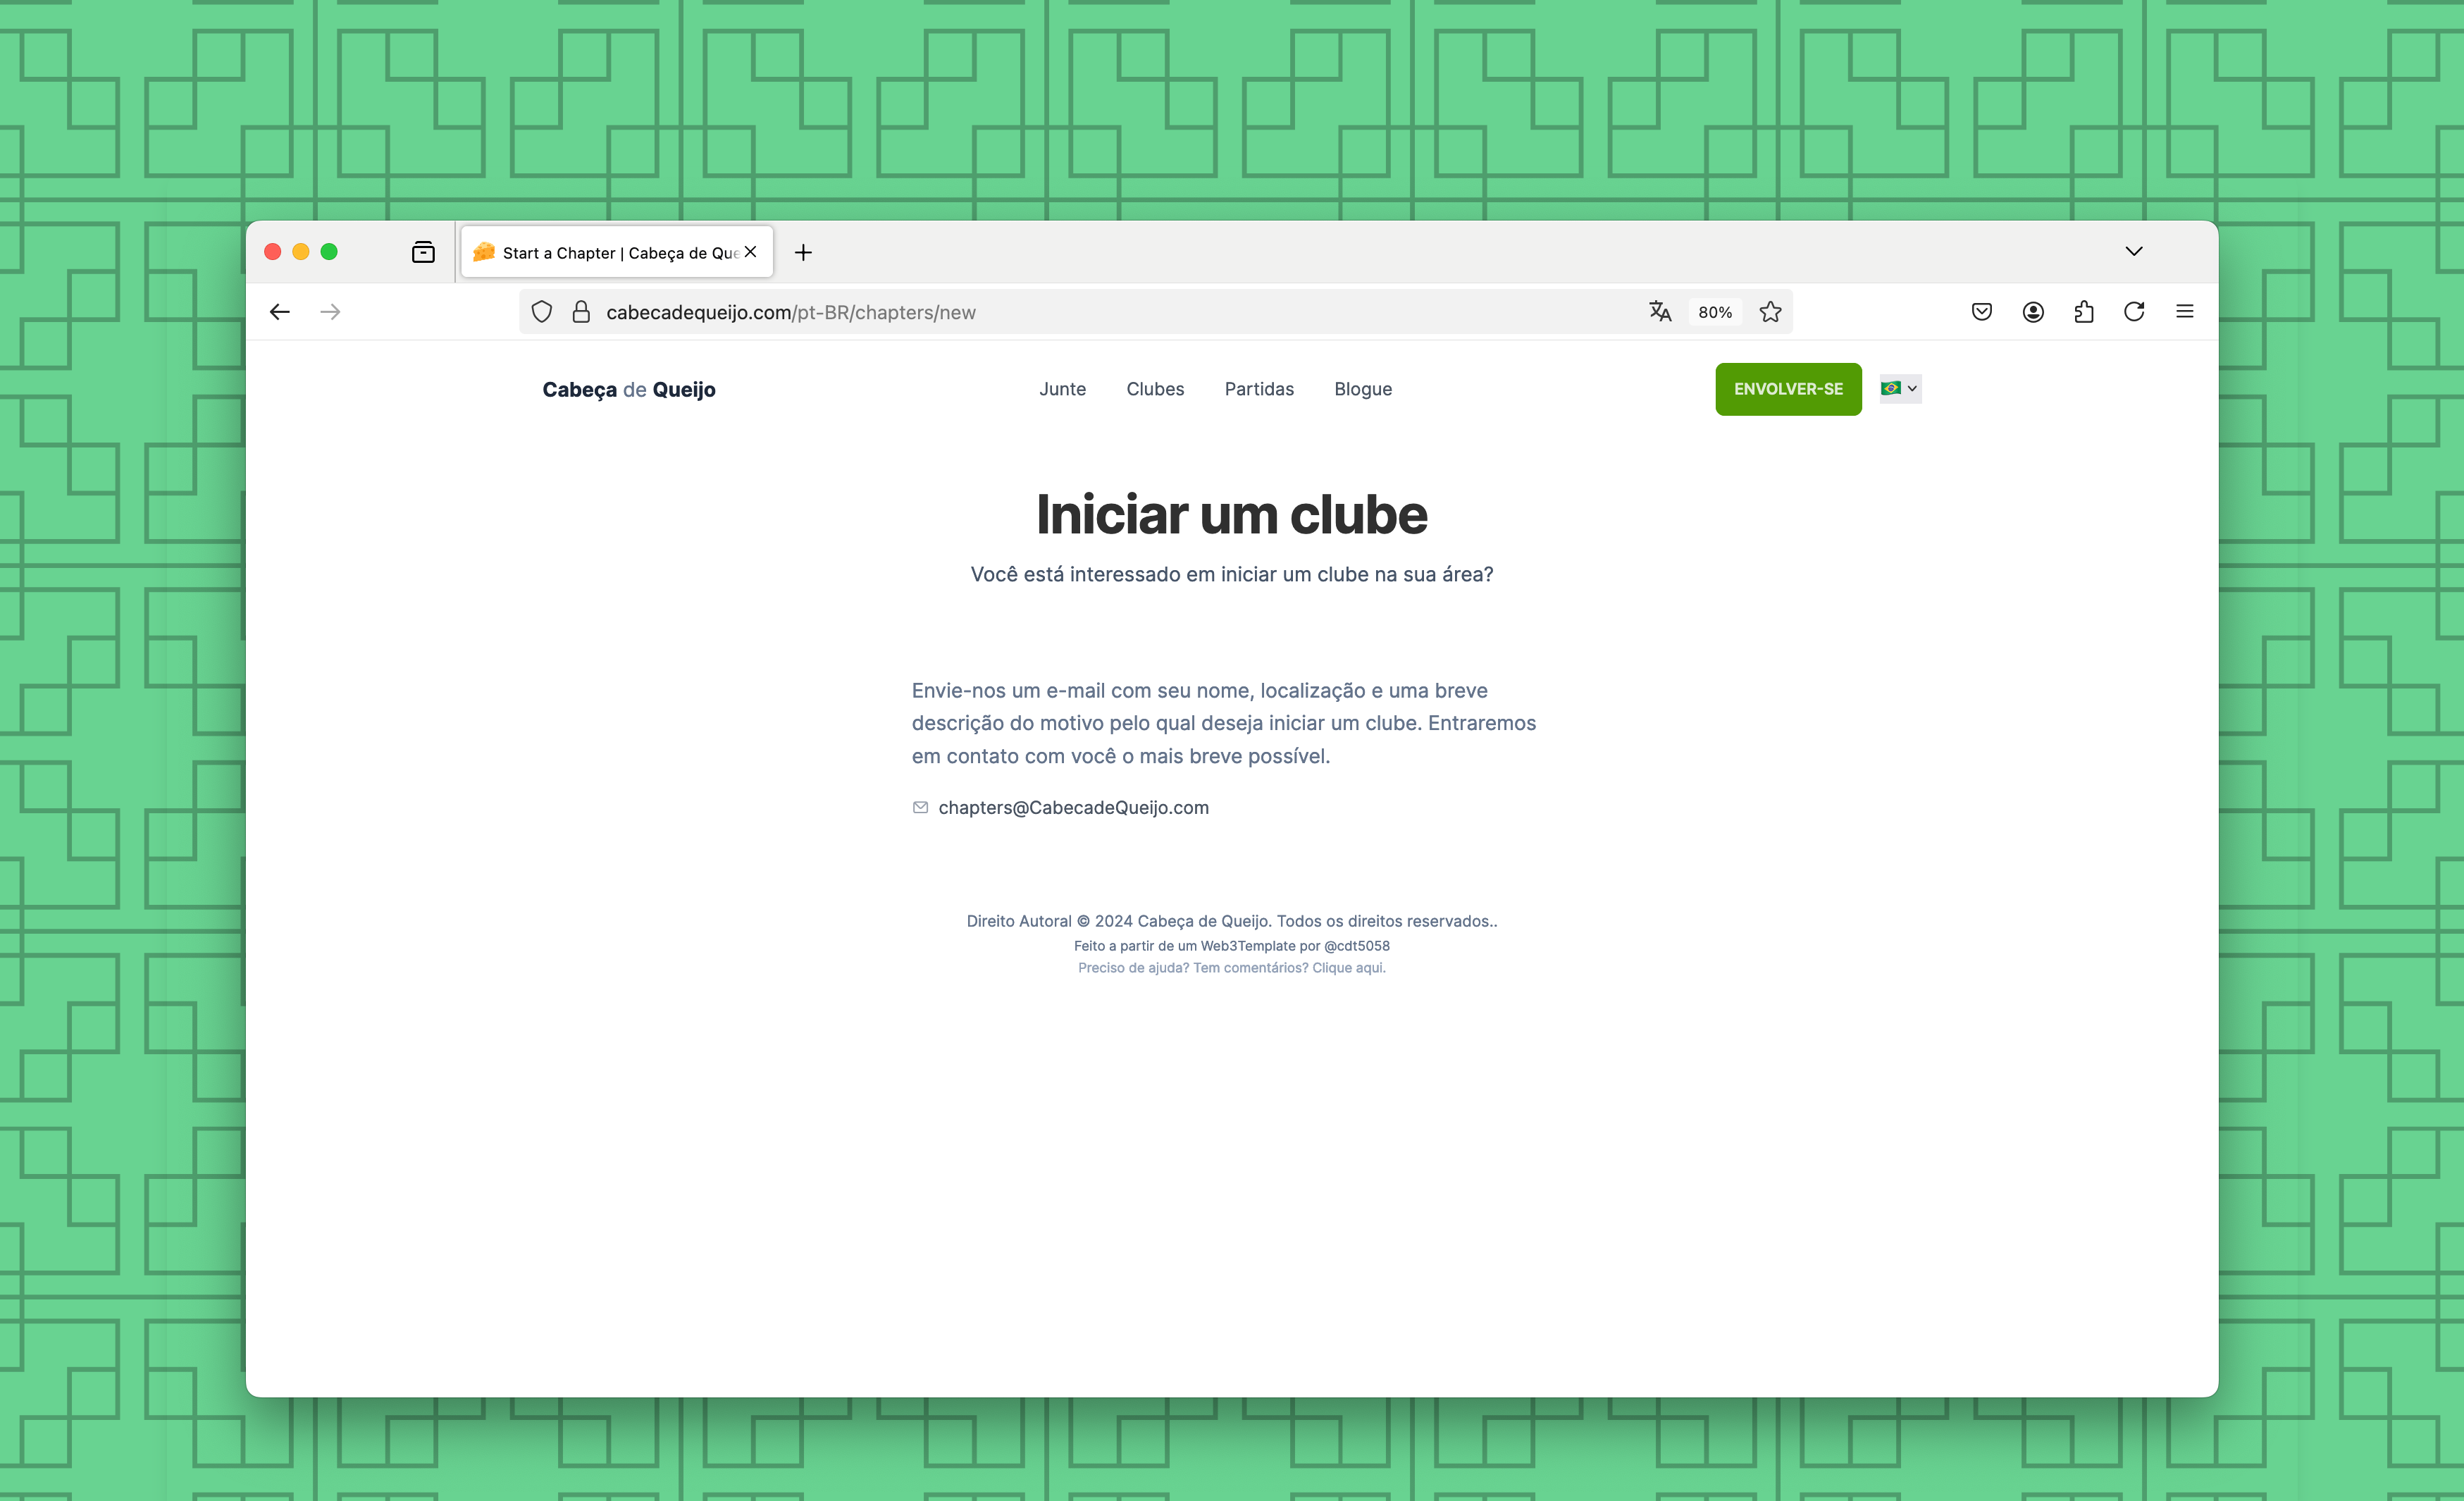 Start a Chapter | Cabeça de Que
cabecadequeijo.com/pt-BR/chapters/new
80%
Cabeça de Queijo
Junte
Clubes
Partidas
Blogue
ENVOLVER-SE
Iniciar um clube
Você está interessado em iniciar um clube na sua área?
Envie-nos um e-mail com seu nome, localização e uma breve
descrição do motivo pelo qual deseja iniciar um clube. Entraremos
em contato com você o mais breve possível.
chapters@CabecadeQueijo.com
Direito Autoral © 2024 Cabeça de Queijo. Todos os direitos reservados..
Feito a partir de um Web3Template por @cdt5058
Preciso de ajuda? Tem comentários? Clique aqui.